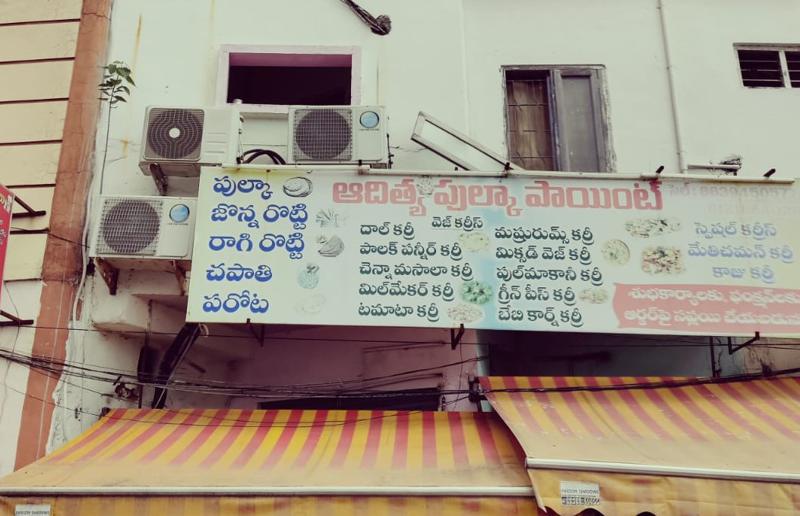 ఆదిత్య పుల్కా పాయింట్
పుల్కా
జొన్న రొట్టి
రాగి రొట్టి
చపాతి
పరోట
వెజ్ కర్రీస్
దాల్ కర్రీ
పాలక్ పన్నీర్ కర్రీ
చెన్నా మసాలా కర్రీ
మిల్‌మేకర్ కర్రీ
టమాటా కర్రీ
మష్రుమ్స్ కర్రీ
మిక్సడ్ వెజ్ కర్రీ
పుల్‌మాకానీ కర్రీ
గ్రీన్ పీస్ కర్రీ
బేబి కార్న్ కర్రీ
స్పెషల్ కర్రీస్
మేతిచమన్ కర్రీ
కాజు కర్రీ
శుభకార్యాలకు, ఫంక్షన్‌లకు
ఆర్డర్‌పై సప్లయి చేయబడును